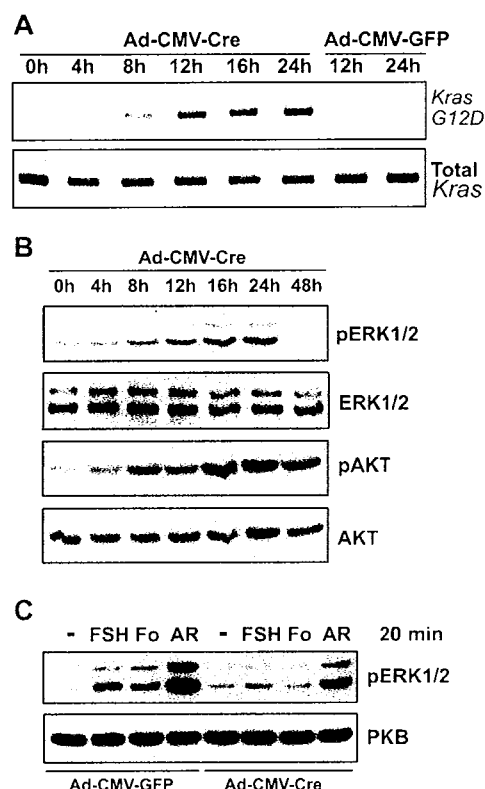 A
Ad-CMV-Cre Ad-CMV-GFP
0h 4h 8h 12h 16h 24h 12h 24h
Kras
G12D
Total
Kras
B
Ad-CMV-Cre
0h 4h 8h 12h 16h 24h 48h
pERK1/2
ERK1/2
pAKT
AKT
C
- FSH Fo AR - FSH Fo AR 20 min
pERK1/2
PKB
Ad-CMV-GFP Ad-CMV-Cre